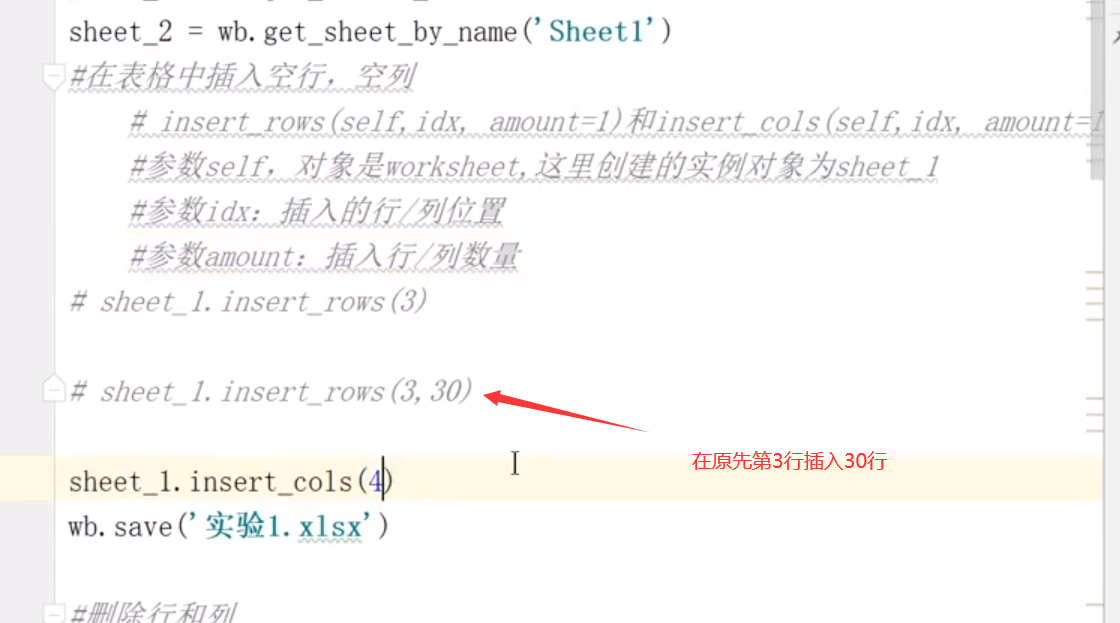 sheet_2 = wb.get_sheet_by_name('Sheet1')
#在表格中插入空行，空列
# insert_rows(self,idx, amount=1)和insert_cols(self,idx, amount=1
#参数self，对象是worksheet,这里创建的实例对象为sheet_1
#参数idx：插入的行/列位置
#参数amount：插入行/列数量
# sheet_1.insert_rows(3)
# sheet_1.insert_rows(3,30)
在原先第3行插入30行
sheet_1.insert_cols(4)
wb.save('实验1.xlsx')
#删除行和列